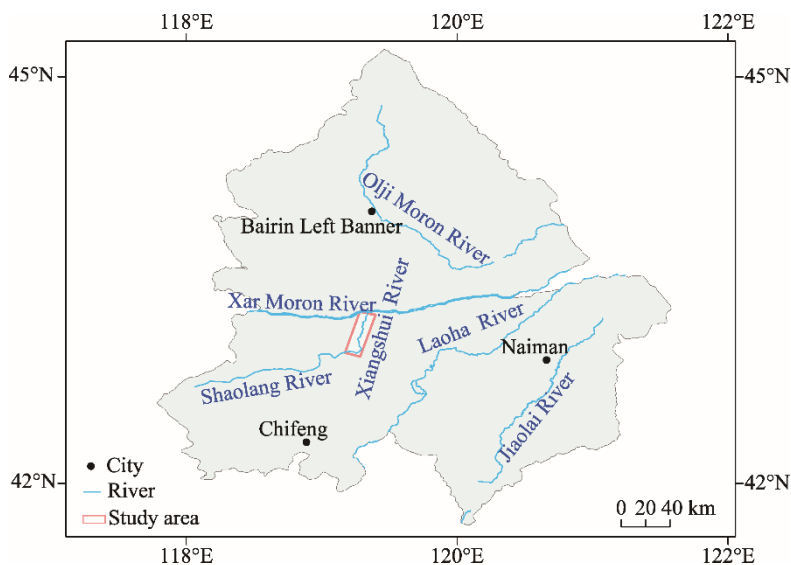 118°E 120°E 122°E
45°N 45°N
Olji Moron River
Bairin Left Banner
Xar Moron River
Xiangshui River
Laoha River
Naiman
Shaolang River
Jiaolai River
Chifeng
City
River
Study area
42°N 42°N
0 20 40 km
118°E 120°E 122°E